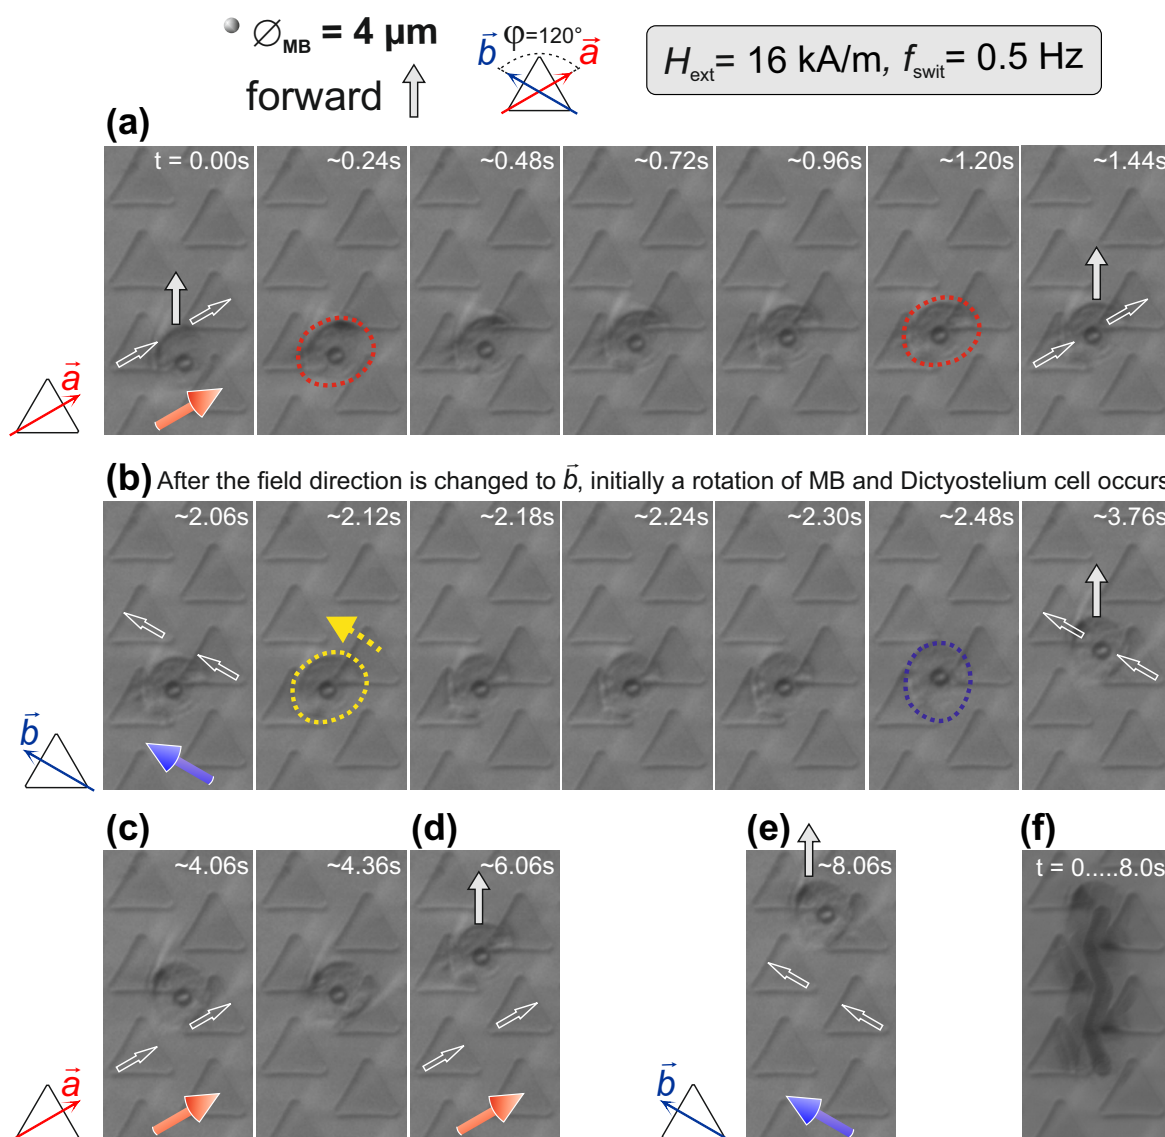 Ø_MB = 4 µm
forward
φ=120°
b⃗ a⃗
H_ext = 16 kA/m, f_swit = 0.5 Hz
(a)
t = 0.00s ~0.24s ~0.48s ~0.72s ~0.96s ~1.20s ~1.44s
a⃗
(b) After the field direction is changed to b⃗, initially a rotation of MB and Dictyostelium cell occurs
~2.06s ~2.12s ~2.18s ~2.24s ~2.30s ~2.48s ~3.76s
b⃗
(c) (d) (e) (f)
~4.06s ~4.36s ~6.06s ~8.06s t = 0.....8.0s
a⃗ b⃗